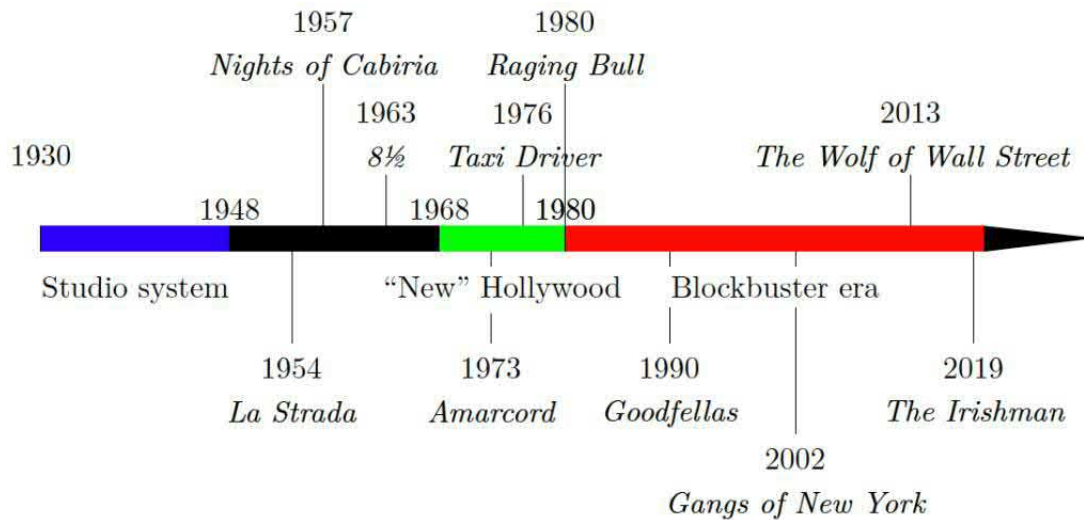 1957
1980
Nights of Cabiria
Raging Bull
1963
1976
2013
1930
8½
Taxi Driver
The Wolf of Wall Street
1948
1968
1980
Studio system
“New” Hollywood
Blockbuster era
1954
1973
1990
2019
La Strada
Amarcord
Goodfellas
The Irishman
2002
Gangs of New York